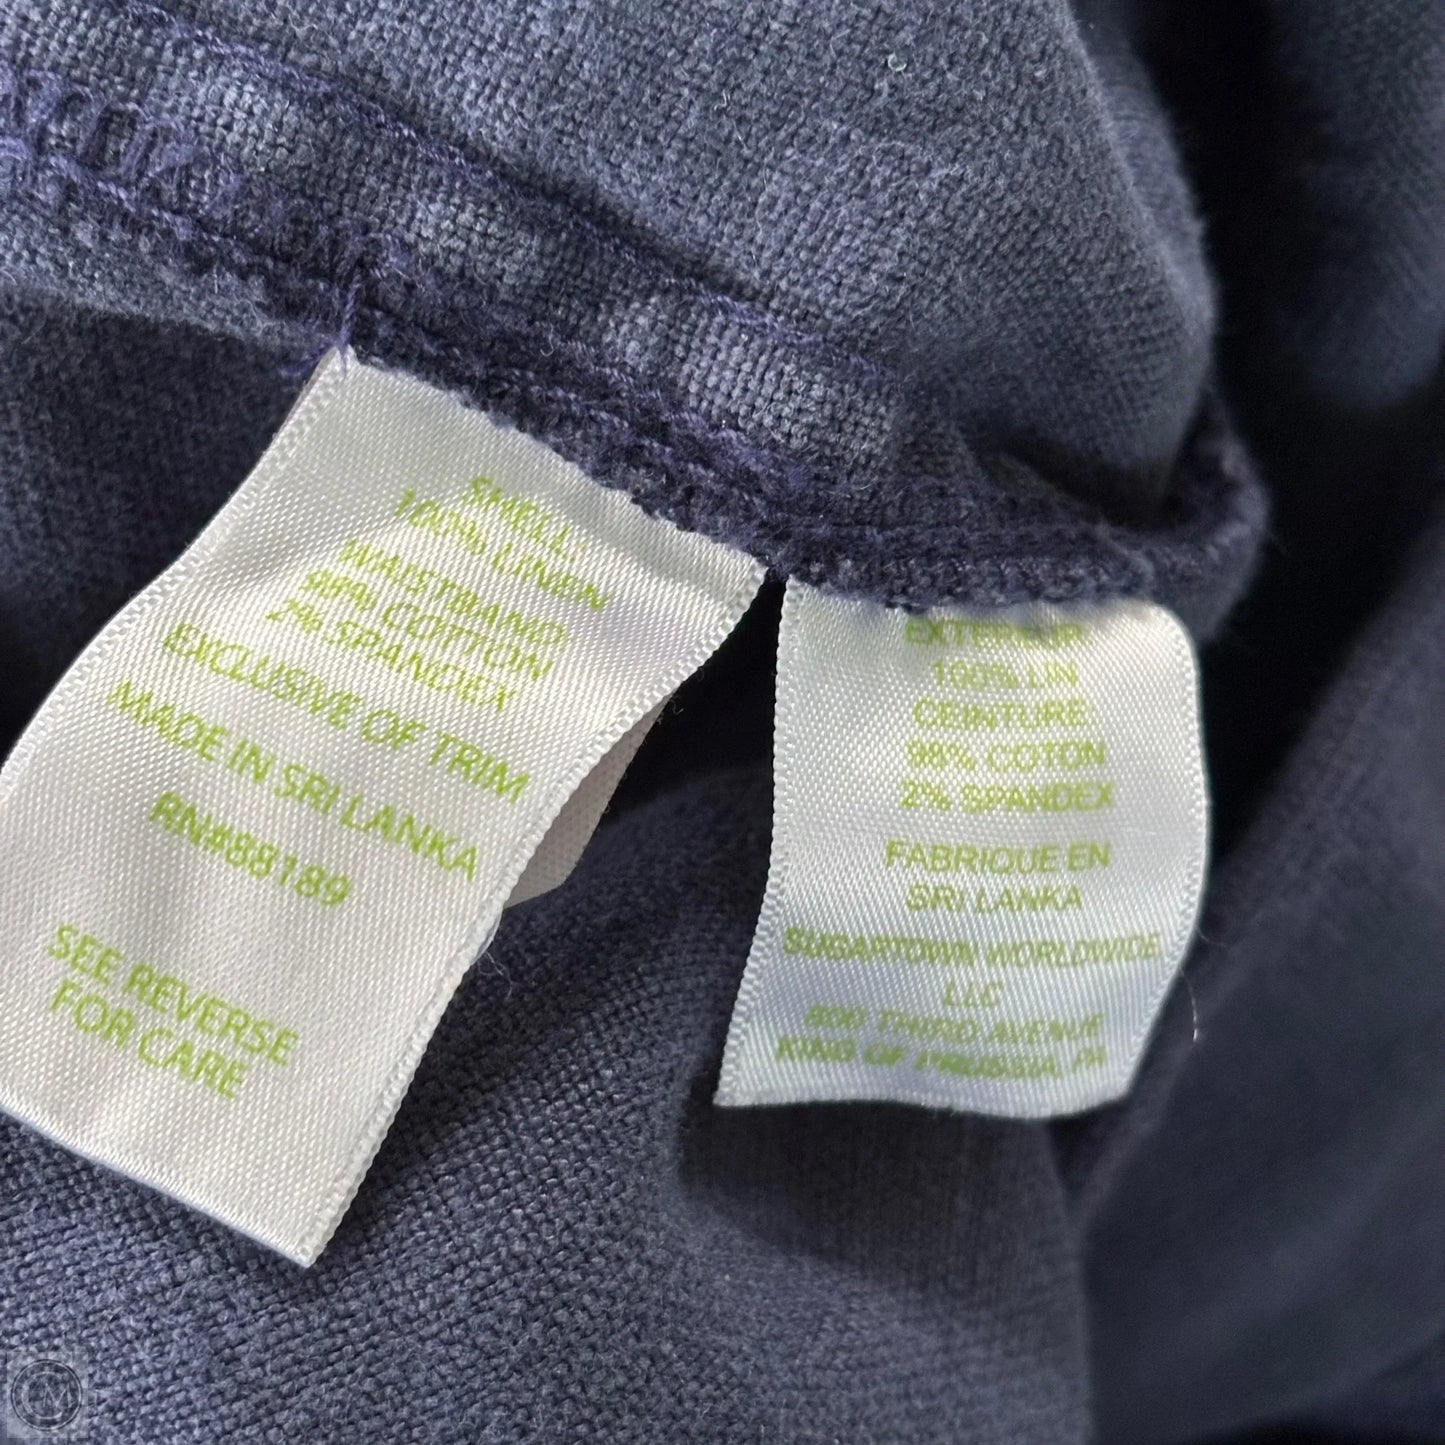 SHELL:
100% LINEN
WAISTBAND
98% COTTON
2% SPANDEX
EXCLUSIVE OF TRIM
MADE IN SRI LANKA
RN#88189
SEE REVERSE
FOR CARE
EXTERIEUR
100% LIN
CEINTURE
98% COTON
2% SPANDEX
FABRIQUE EN
SRI LANKA
SUGARTOWN WORLDWIDE
LLC
800 THIRD AVENUE
KING OF PRUSSIA, PA
CM